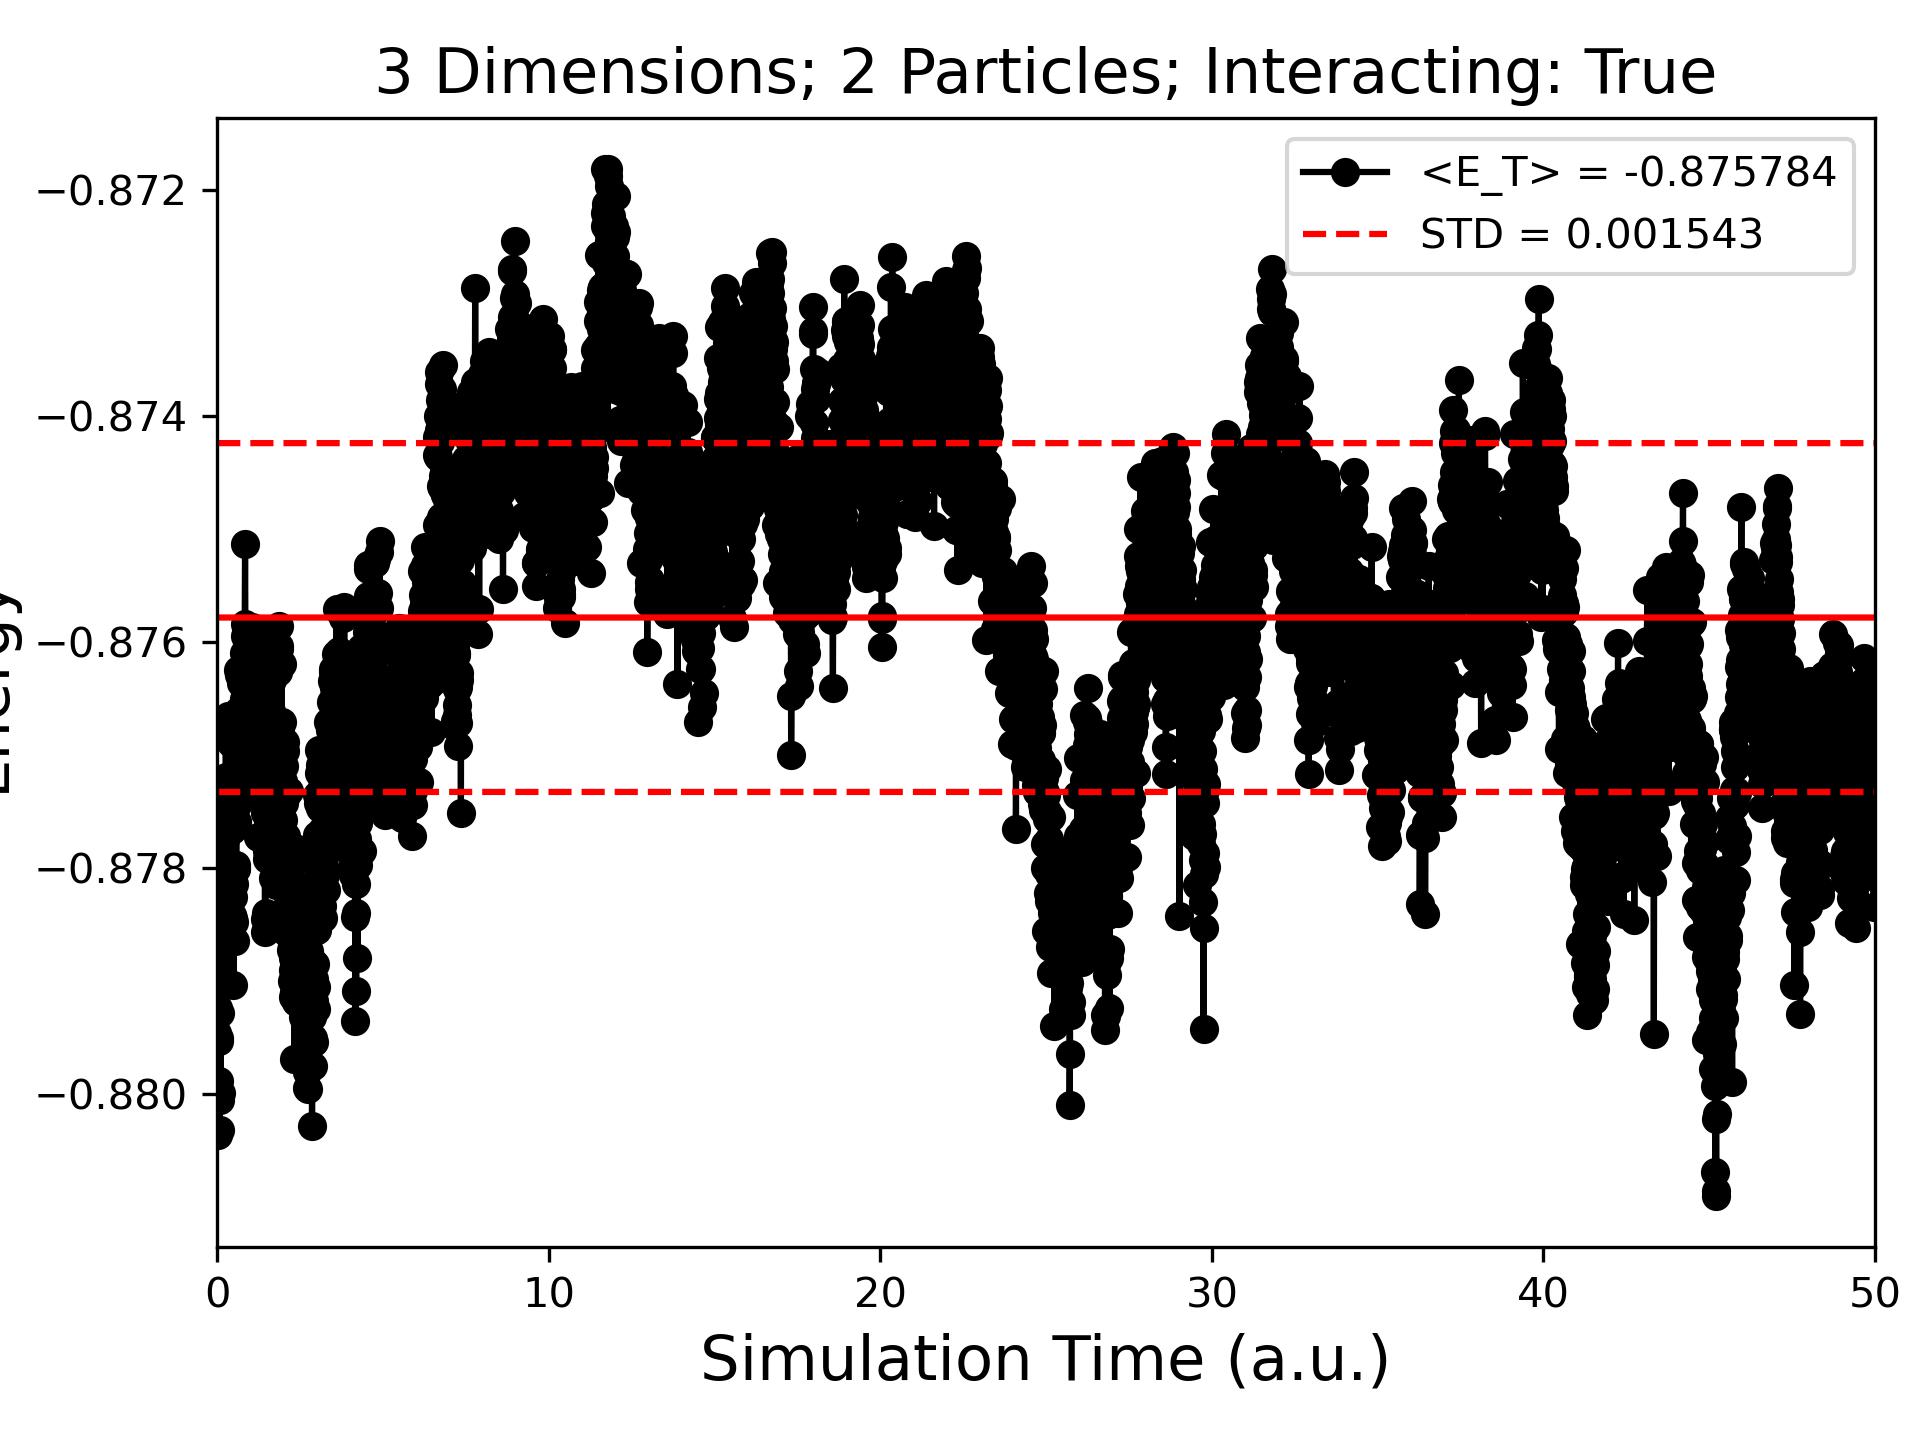 3 Dimensions; 2 Particles; Interacting: True
<E_T> = -0.875784
STD = 0.001543
−0.872
−0.874
−0.876
−0.878
−0.880
Energy
0 10 20 30 40 50
Simulation Time (a.u.)